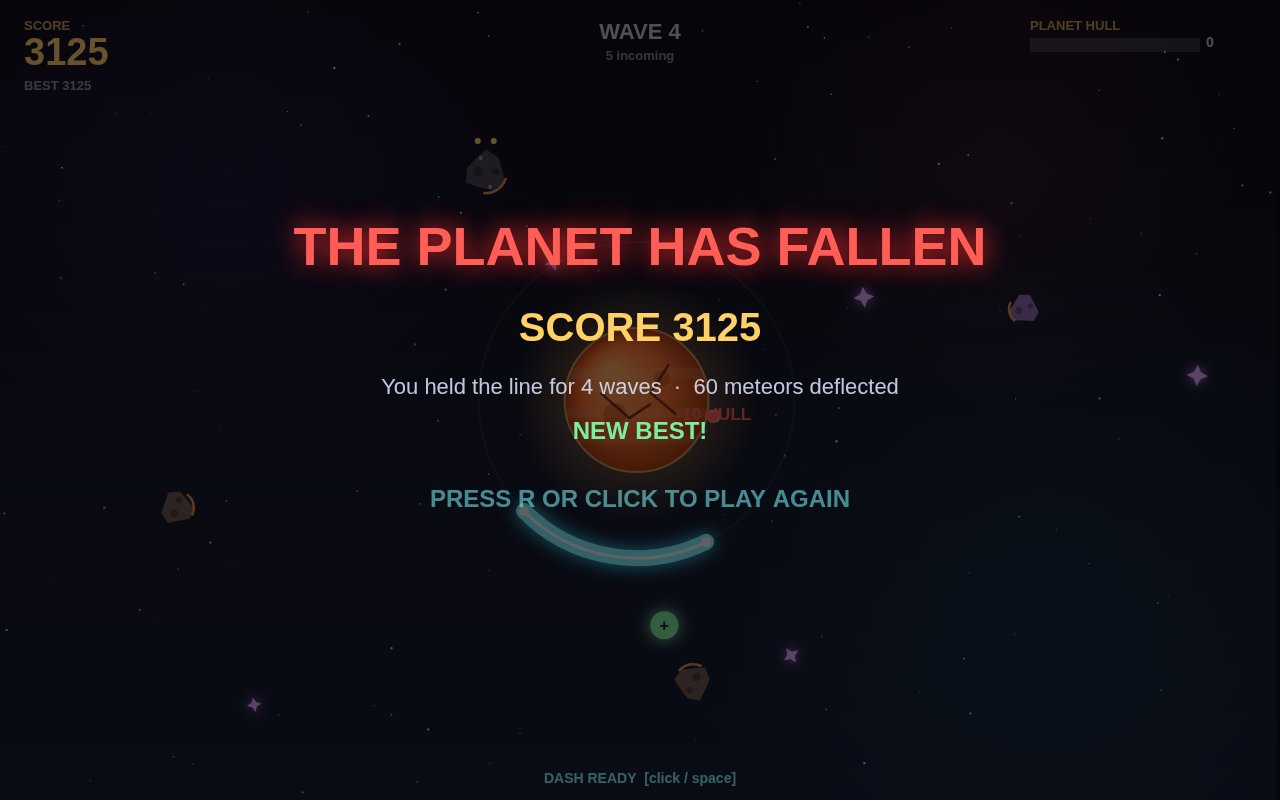 SCORE
3125
BEST 3125
WAVE 4
5 incoming
PLANET HULL
0
THE PLANET HAS FALLEN
SCORE 3125
You held the line for 4 waves · 60 meteors deflected
NEW BEST!
PRESS R OR CLICK TO PLAY AGAIN
+
DASH READY [click / space]